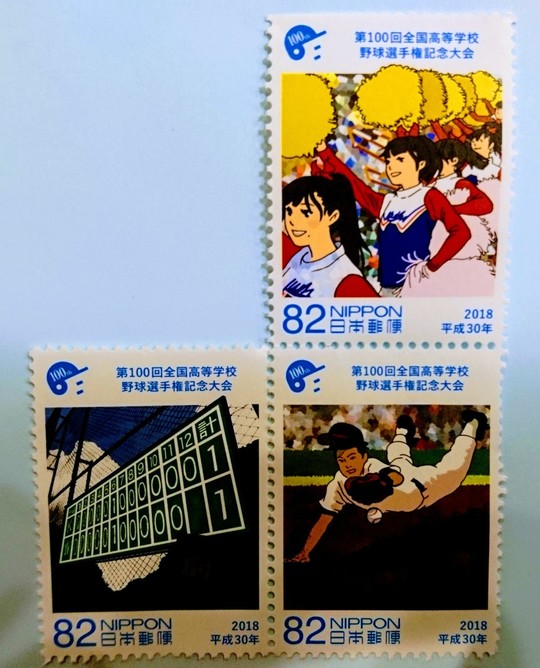 100th
第100回全国高等学校
野球選手権記念大会
82 NIPPON 2018
日本郵便 平成30年
100th
第100回全国高等学校
野球選手権記念大会
7 8 9 10 11 12 計
1
1
82 NIPPON 2018
日本郵便 平成30年
100th
第100回全国高等学校
野球選手権記念大会
82 NIPPON 2018
日本郵便 平成30年